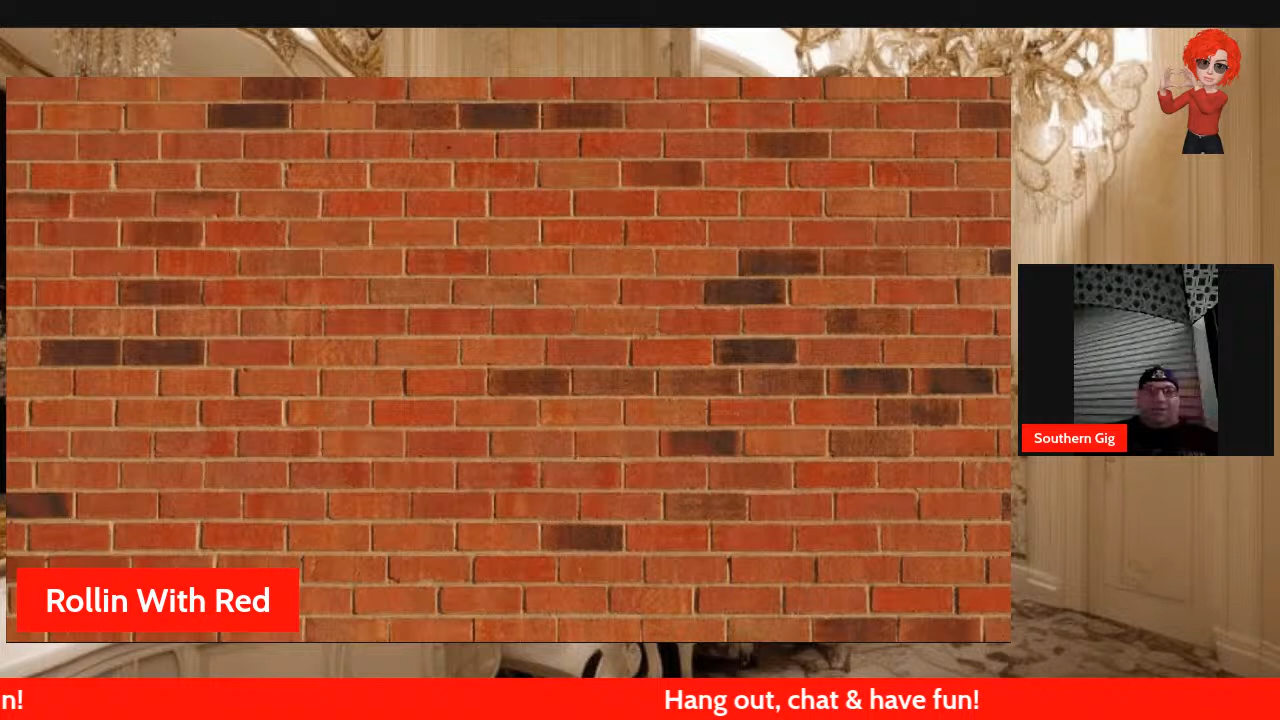 Southern Gig
Rollin With Red
n!
Hang out, chat & have fun!